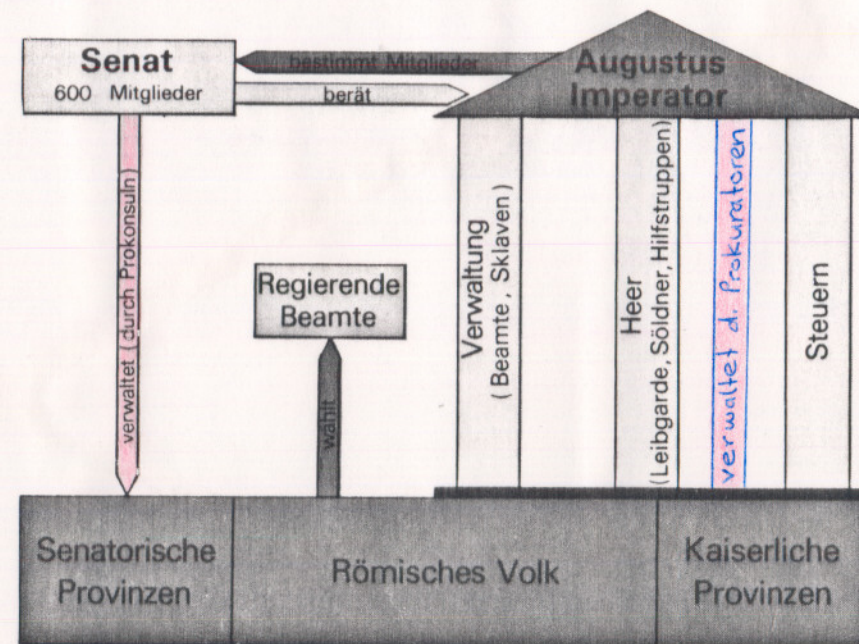 Senat
600 Mitglieder
bestimmt Mitglieder
berät
Augustus
Imperator
verwaltet (durch Prokonsuln)
Regierende
Beamte
wählt
Verwaltung
(Beamte, Sklaven)
Heer
(Leibgarde, Söldner, Hilfstruppen)
verwaltet d. Prokuratoren
Steuern
Senatorische
Provinzen
Römisches Volk
Kaiserliche
Provinzen